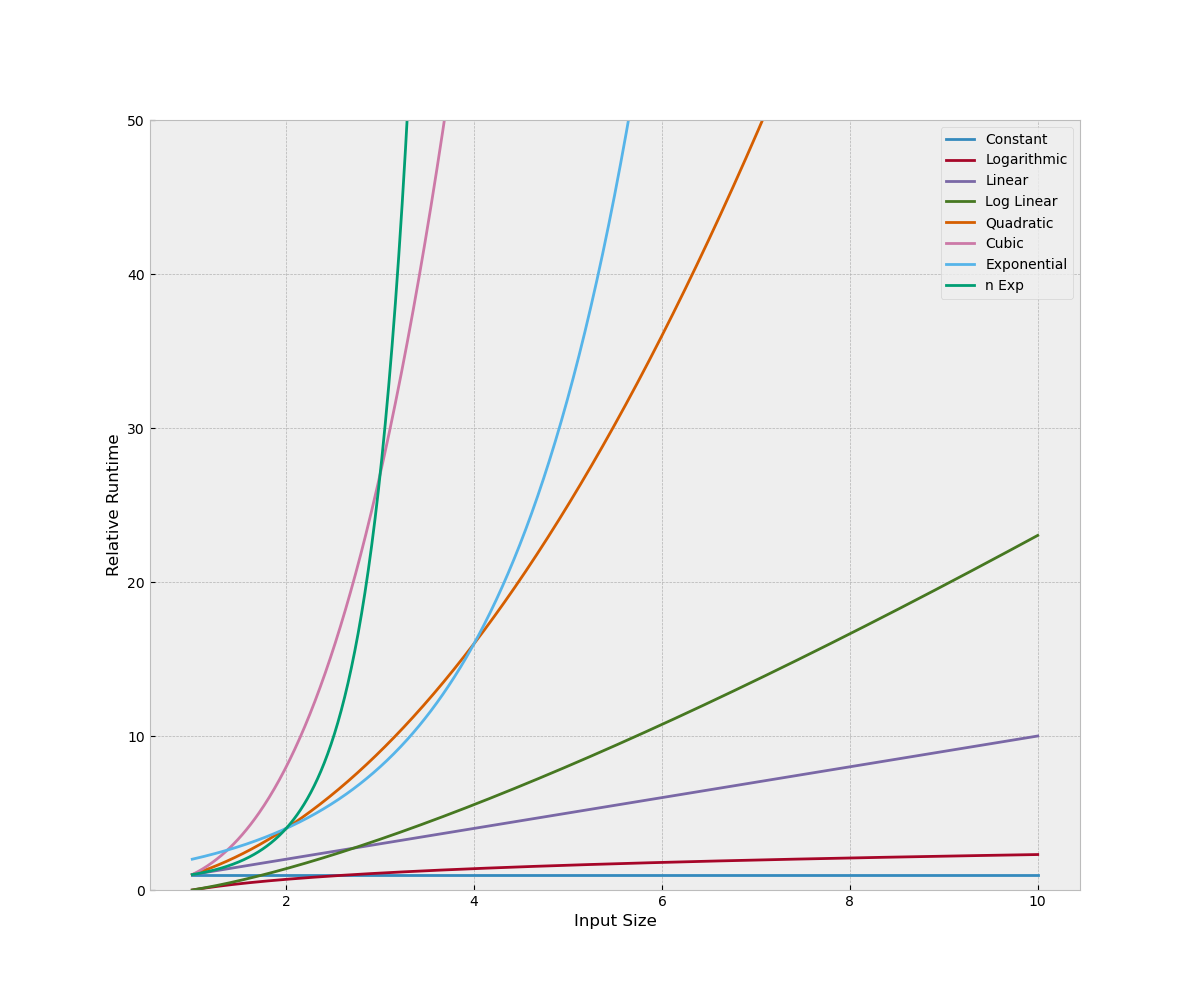 50
40
30
20
10
0
Relative Runtime
Constant
Logarithmic
Linear
Log Linear
Quadratic
Cubic
Exponential
n Exp
2 4 6 8 10
Input Size